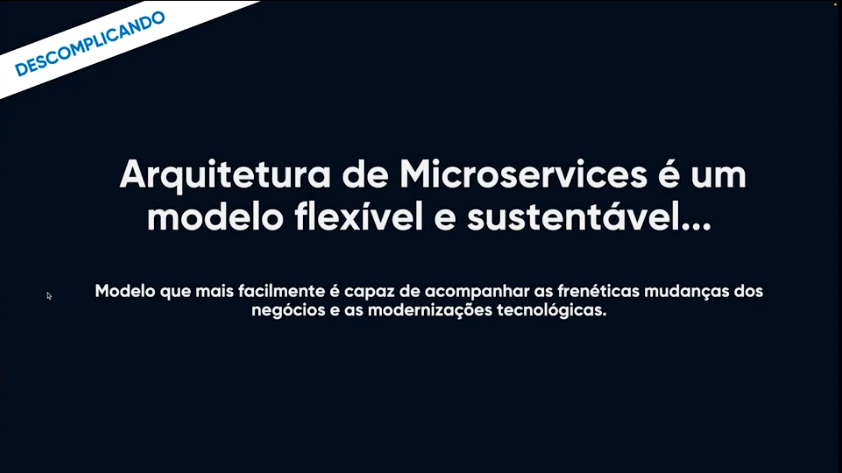 DESCOMPLICANDO
Arquitetura de Microservices é um
modelo flexível e sustentável...
Modelo que mais facilmente é capaz de acompanhar as frenéticas mudanças dos
negócios e as modernizações tecnológicas.